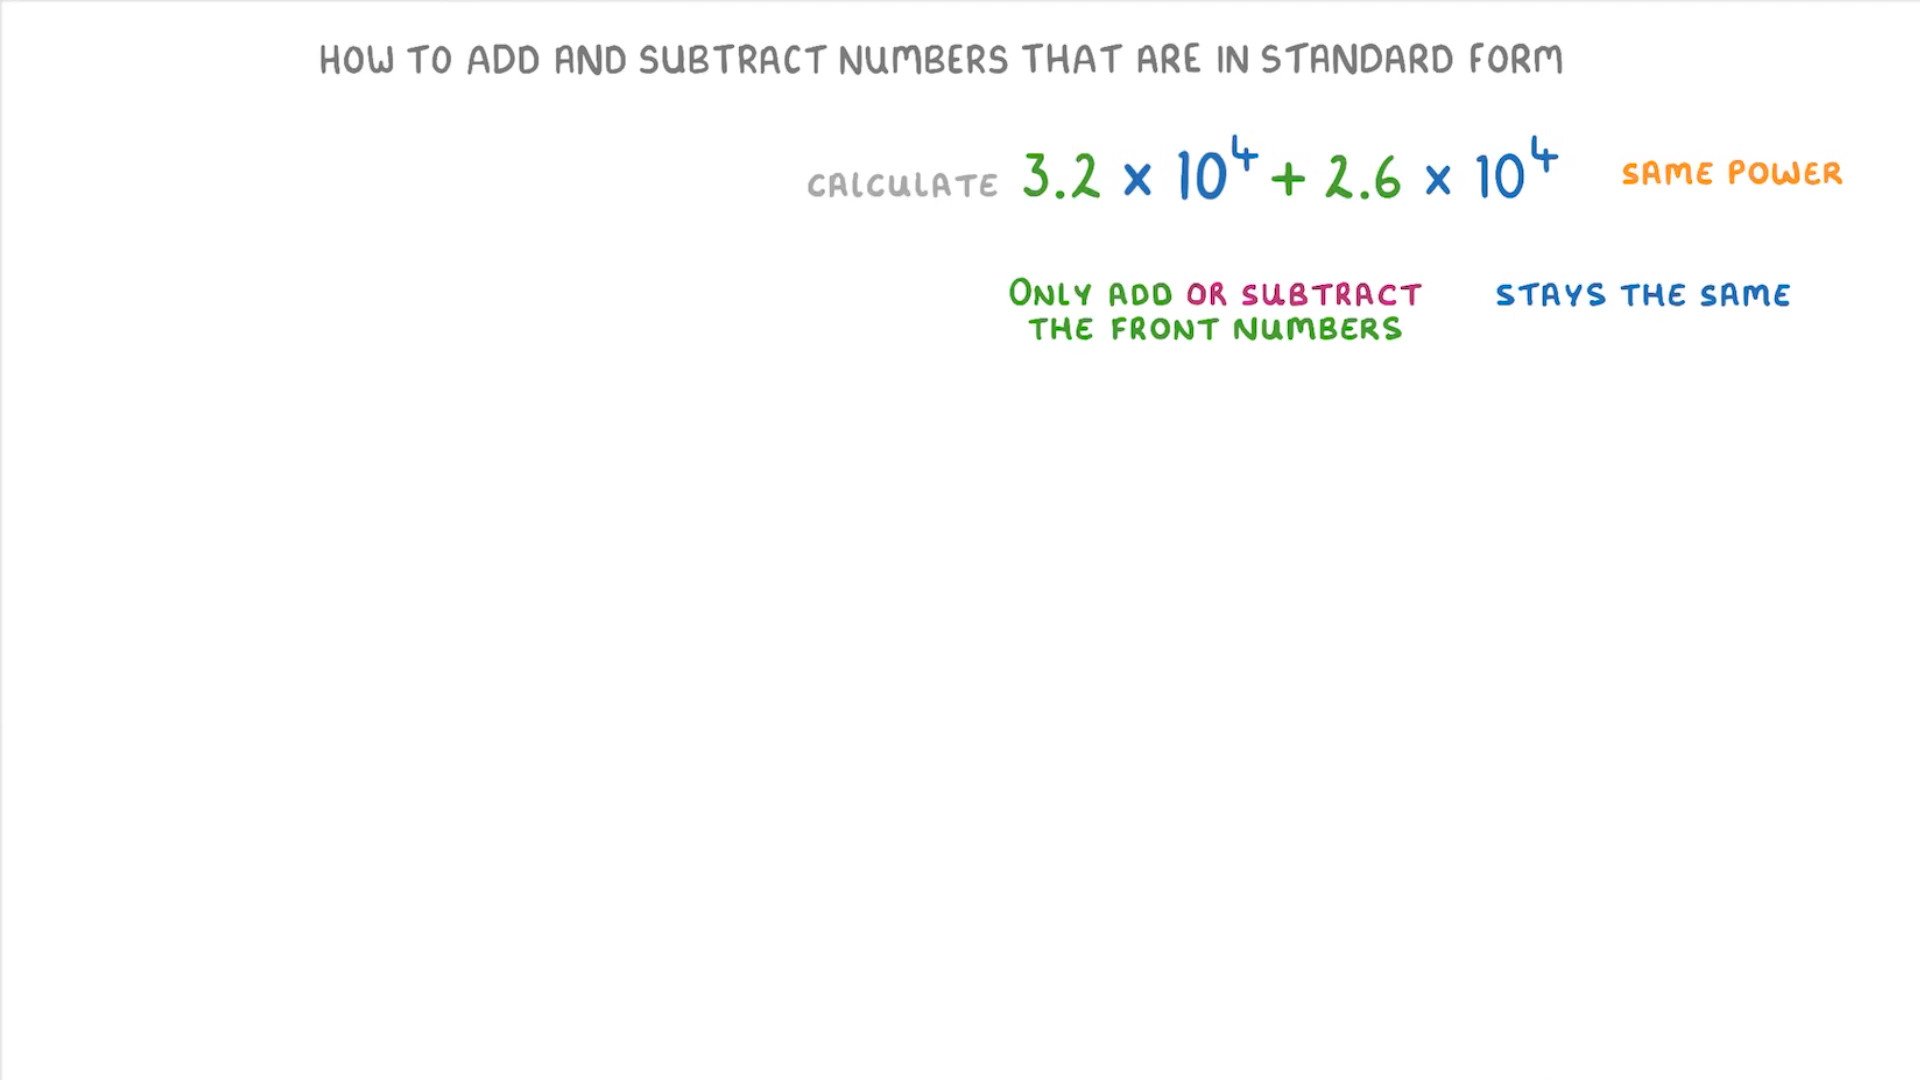 HOW TO ADD AND SUBTRACT NUMBERS THAT ARE IN STANDARD FORM
CALCULATE 3.2 × 10⁴ + 2.6 × 10⁴ SAME POWER
ONLY ADD OR SUBTRACT STAYS THE SAME
THE FRONT NUMBERS